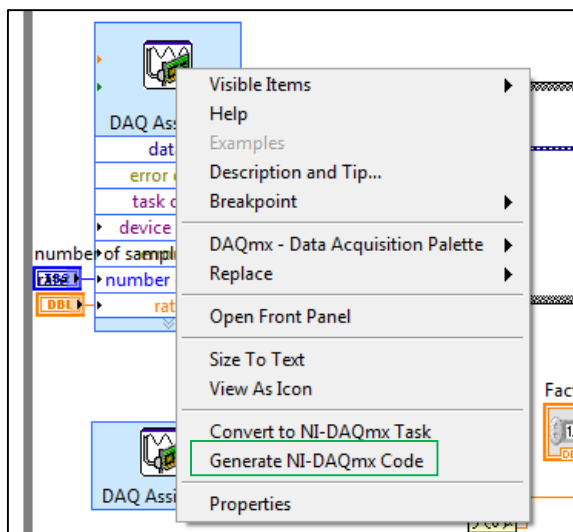 Visible Items
Help
Examples
Description and Tip...
Breakpoint
DAQmx - Data Acquisition Palette
Replace
Open Front Panel
Size To Text
View As Icon
Convert to NI-DAQmx Task
Generate NI-DAQmx Code
Properties
DAQ Ass
dat
error
task
device
number of
number
rat
DBL
DAQ Assi
Fac